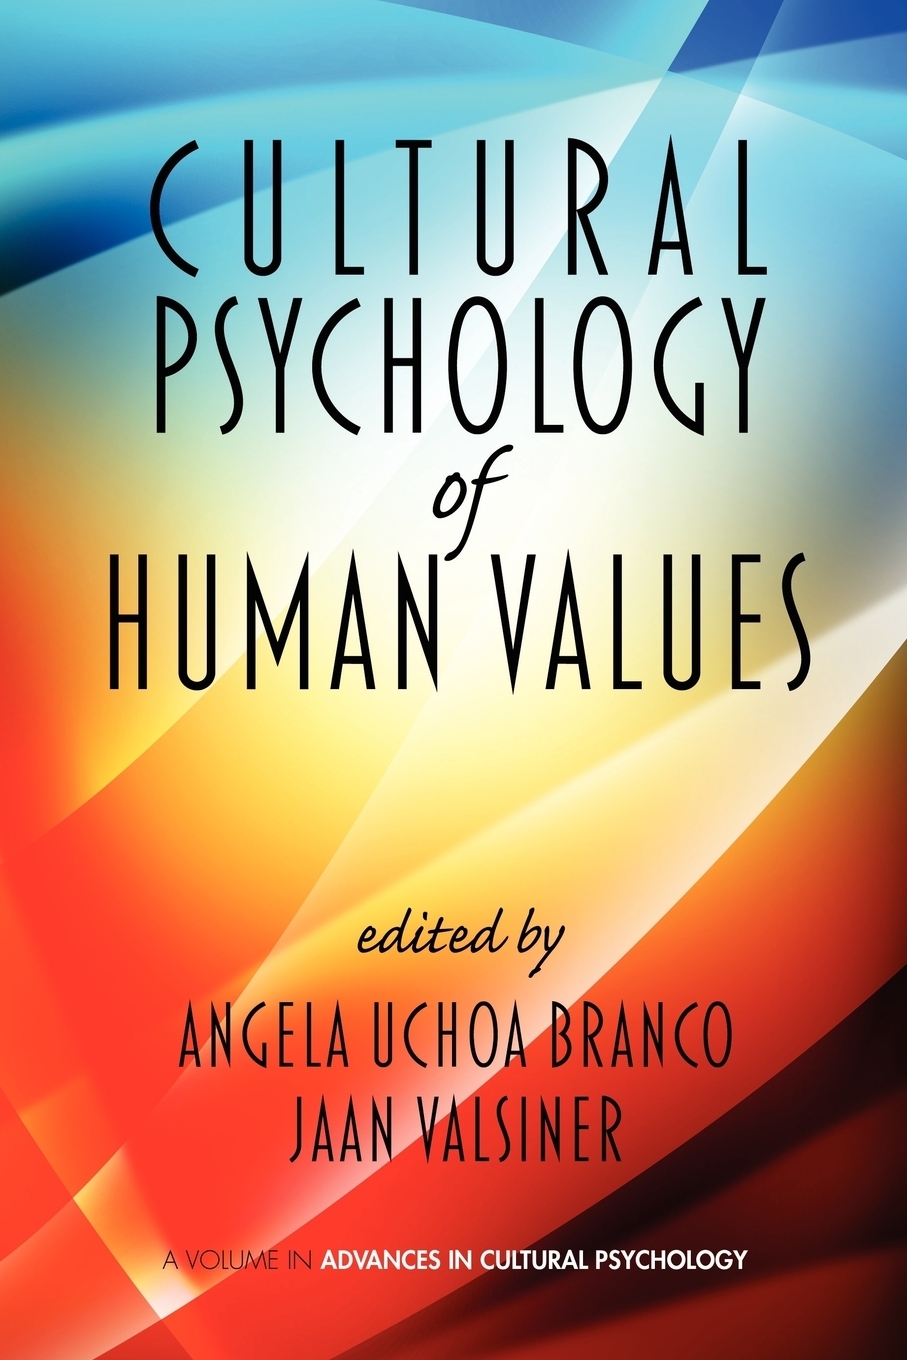 CULTURAL
PSYCHOLOGY
of
HUMAN VALUES
edited by
ANGELA UCHOA BRANCO
JAAN VALSINER
A VOLUME IN ADVANCES IN CULTURAL PSYCHOLOGY